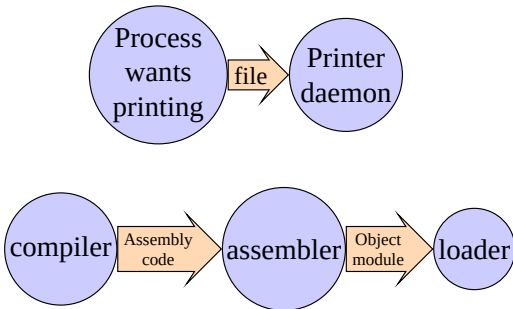 Process
wants
printing
file
Printer
daemon
compiler
Assembly
code
assembler
Object
module
loader